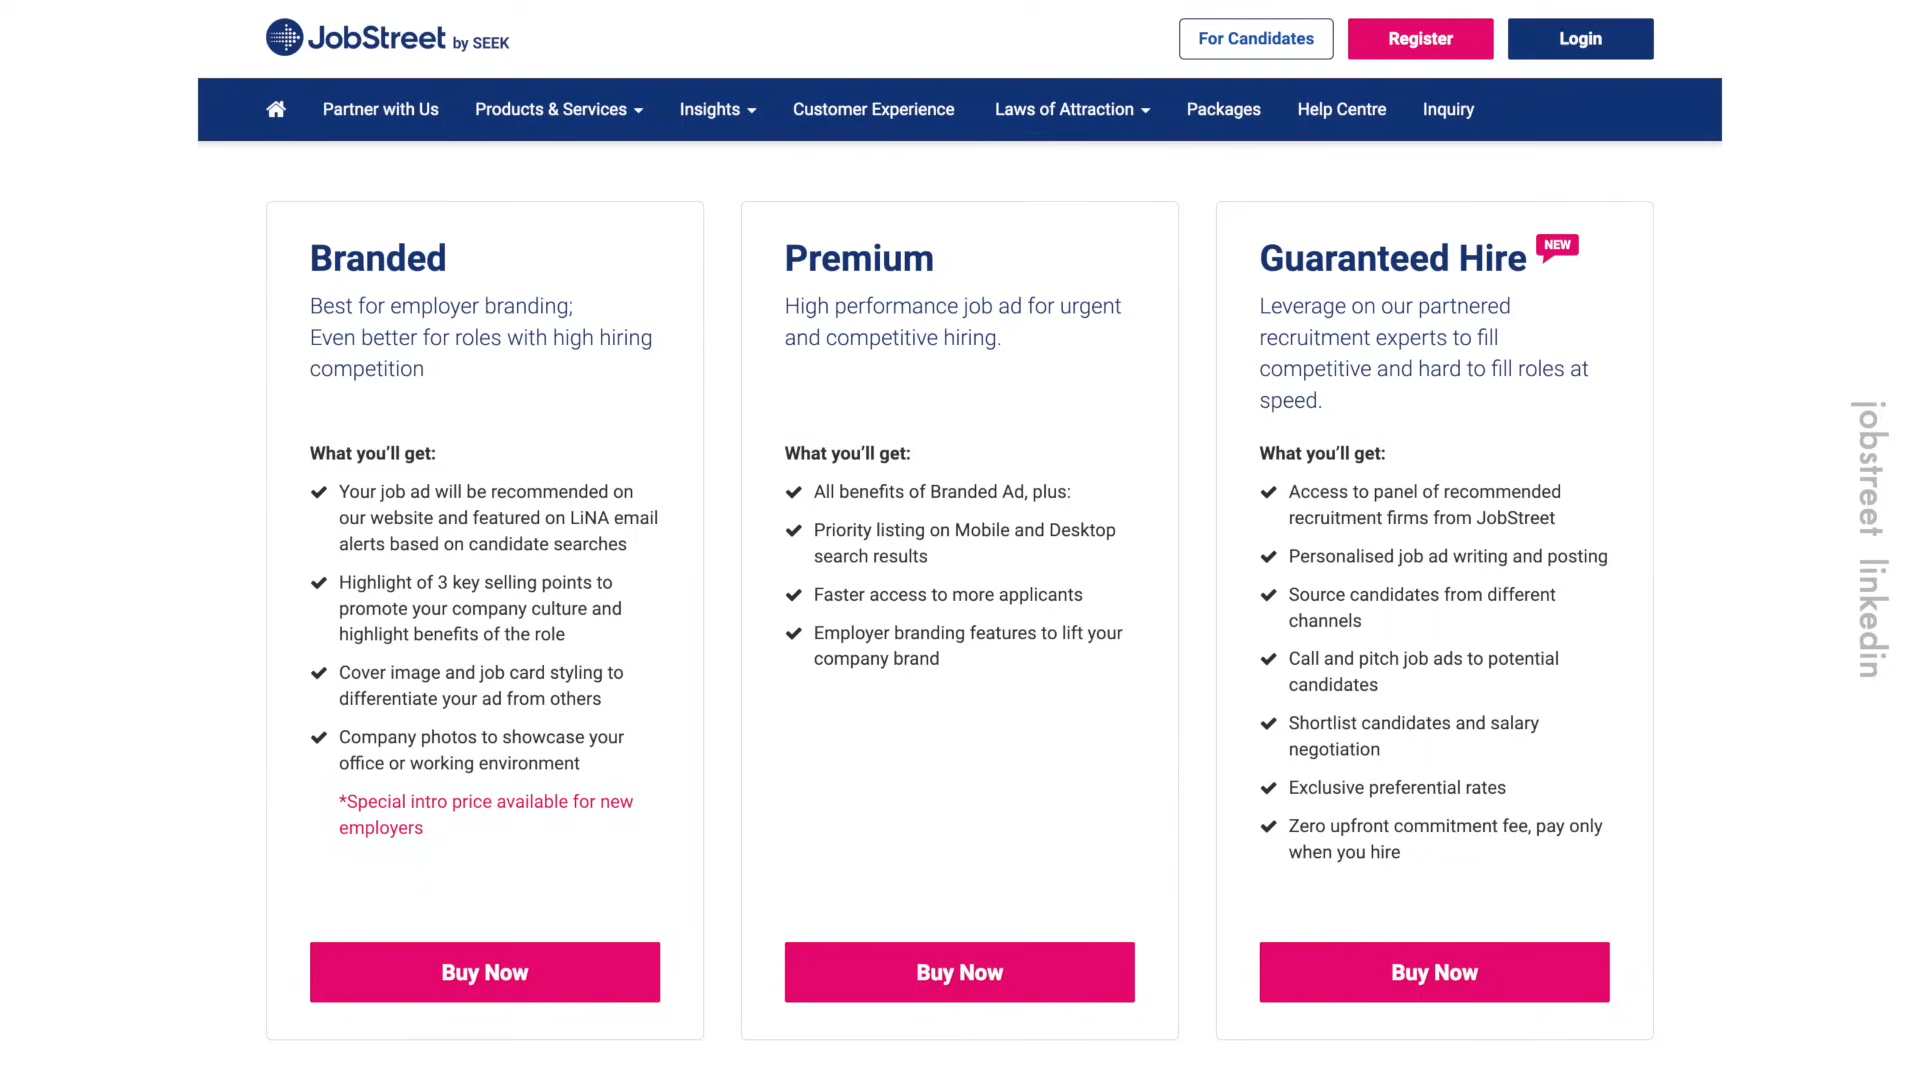 JobStreet by SEEK
For Candidates
Register
Login
Partner with Us
Products & Services
Insights
Customer Experience
Laws of Attraction
Packages
Help Centre
Inquiry
Branded
Best for employer branding;
Even better for roles with high hiring
competition
What you'll get:
Your job ad will be recommended on
our website and featured on LiNA email
alerts based on candidate searches
Highlight of 3 key selling points to
promote your company culture and
highlight benefits of the role
Cover image and job card styling to
differentiate your ad from others
Company photos to showcase your
office or working environment
*Special intro price available for new
employers
Buy Now
Premium
High performance job ad for urgent
and competitive hiring.
What you'll get:
All benefits of Branded Ad, plus:
Priority listing on Mobile and Desktop
search results
Faster access to more applicants
Employer branding features to lift your
company brand
Buy Now
Guaranteed Hire
NEW
Leverage on our partnered
recruitment experts to fill
competitive and hard to fill roles at
speed.
What you'll get:
Access to panel of recommended
recruitment firms from JobStreet
Personalised job ad writing and posting
Source candidates from different
channels
Call and pitch job ads to potential
candidates
Shortlist candidates and salary
negotiation
Exclusive preferential rates
Zero upfront commitment fee, pay only
when you hire
Buy Now
jobstreet linkedin